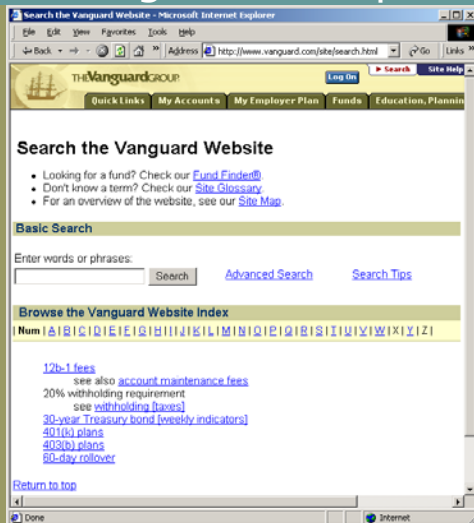 Search the Vanguard Website - Microsoft Internet Explorer
File Edit View Favorites Tools Help
Back Address http://www.vanguard.com/site/search.html Go Links
THE Vanguard GROUP. Log On Search Site Help
Quick Links My Accounts My Employer Plan Funds Education, Plannin
Search the Vanguard Website
• Looking for a fund? Check our Fund Finder®.
• Don't know a term? Check our Site Glossary.
• For an overview of the website, see our Site Map.
Basic Search
Enter words or phrases:
Search Advanced Search Search Tips
Browse the Vanguard Website Index
| Num | A | B | C | D | E | F | G | H | I | J | K | L | M | N | O | P | Q | R | S | T | U | V | W | X | Y | Z |
12b-1 fees
see also account maintenance fees
20% withholding requirement
see withholding [taxes]
30-year Treasury bond [weekly indicators]
401(k) plans
403(b) plans
60-day rollover
Return to top
Done Internet